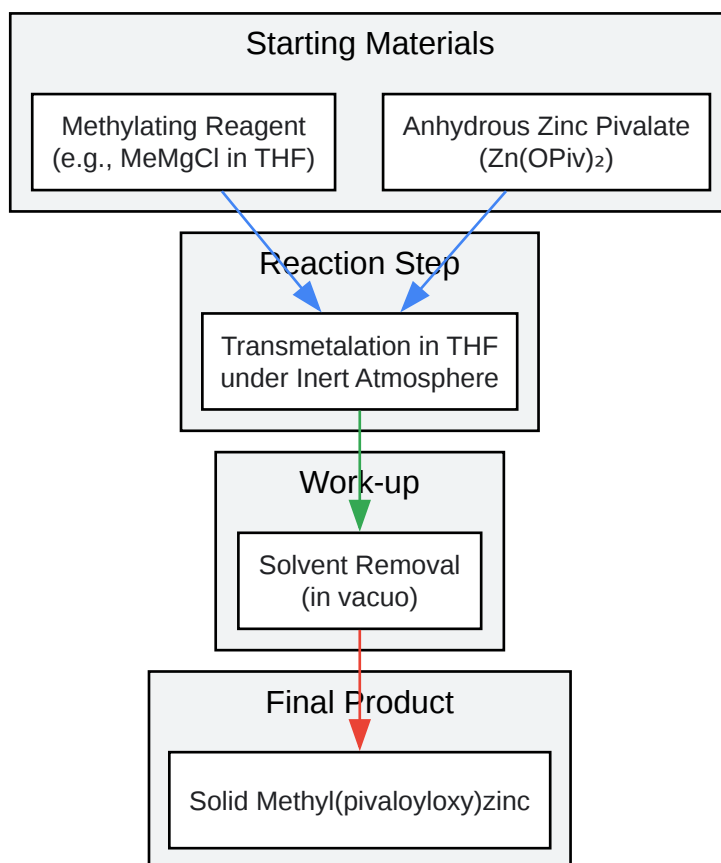 Starting Materials
Methylating Reagent
(e.g., MeMgCl in THF)
Anhydrous Zinc Pivalate
(Zn(OPiv)₂)
Reaction Step
Transmetalation in THF
under Inert Atmosphere
Work-up
Solvent Removal
(in vacuo)
Final Product
Solid Methyl(pivaloyloxy)zinc